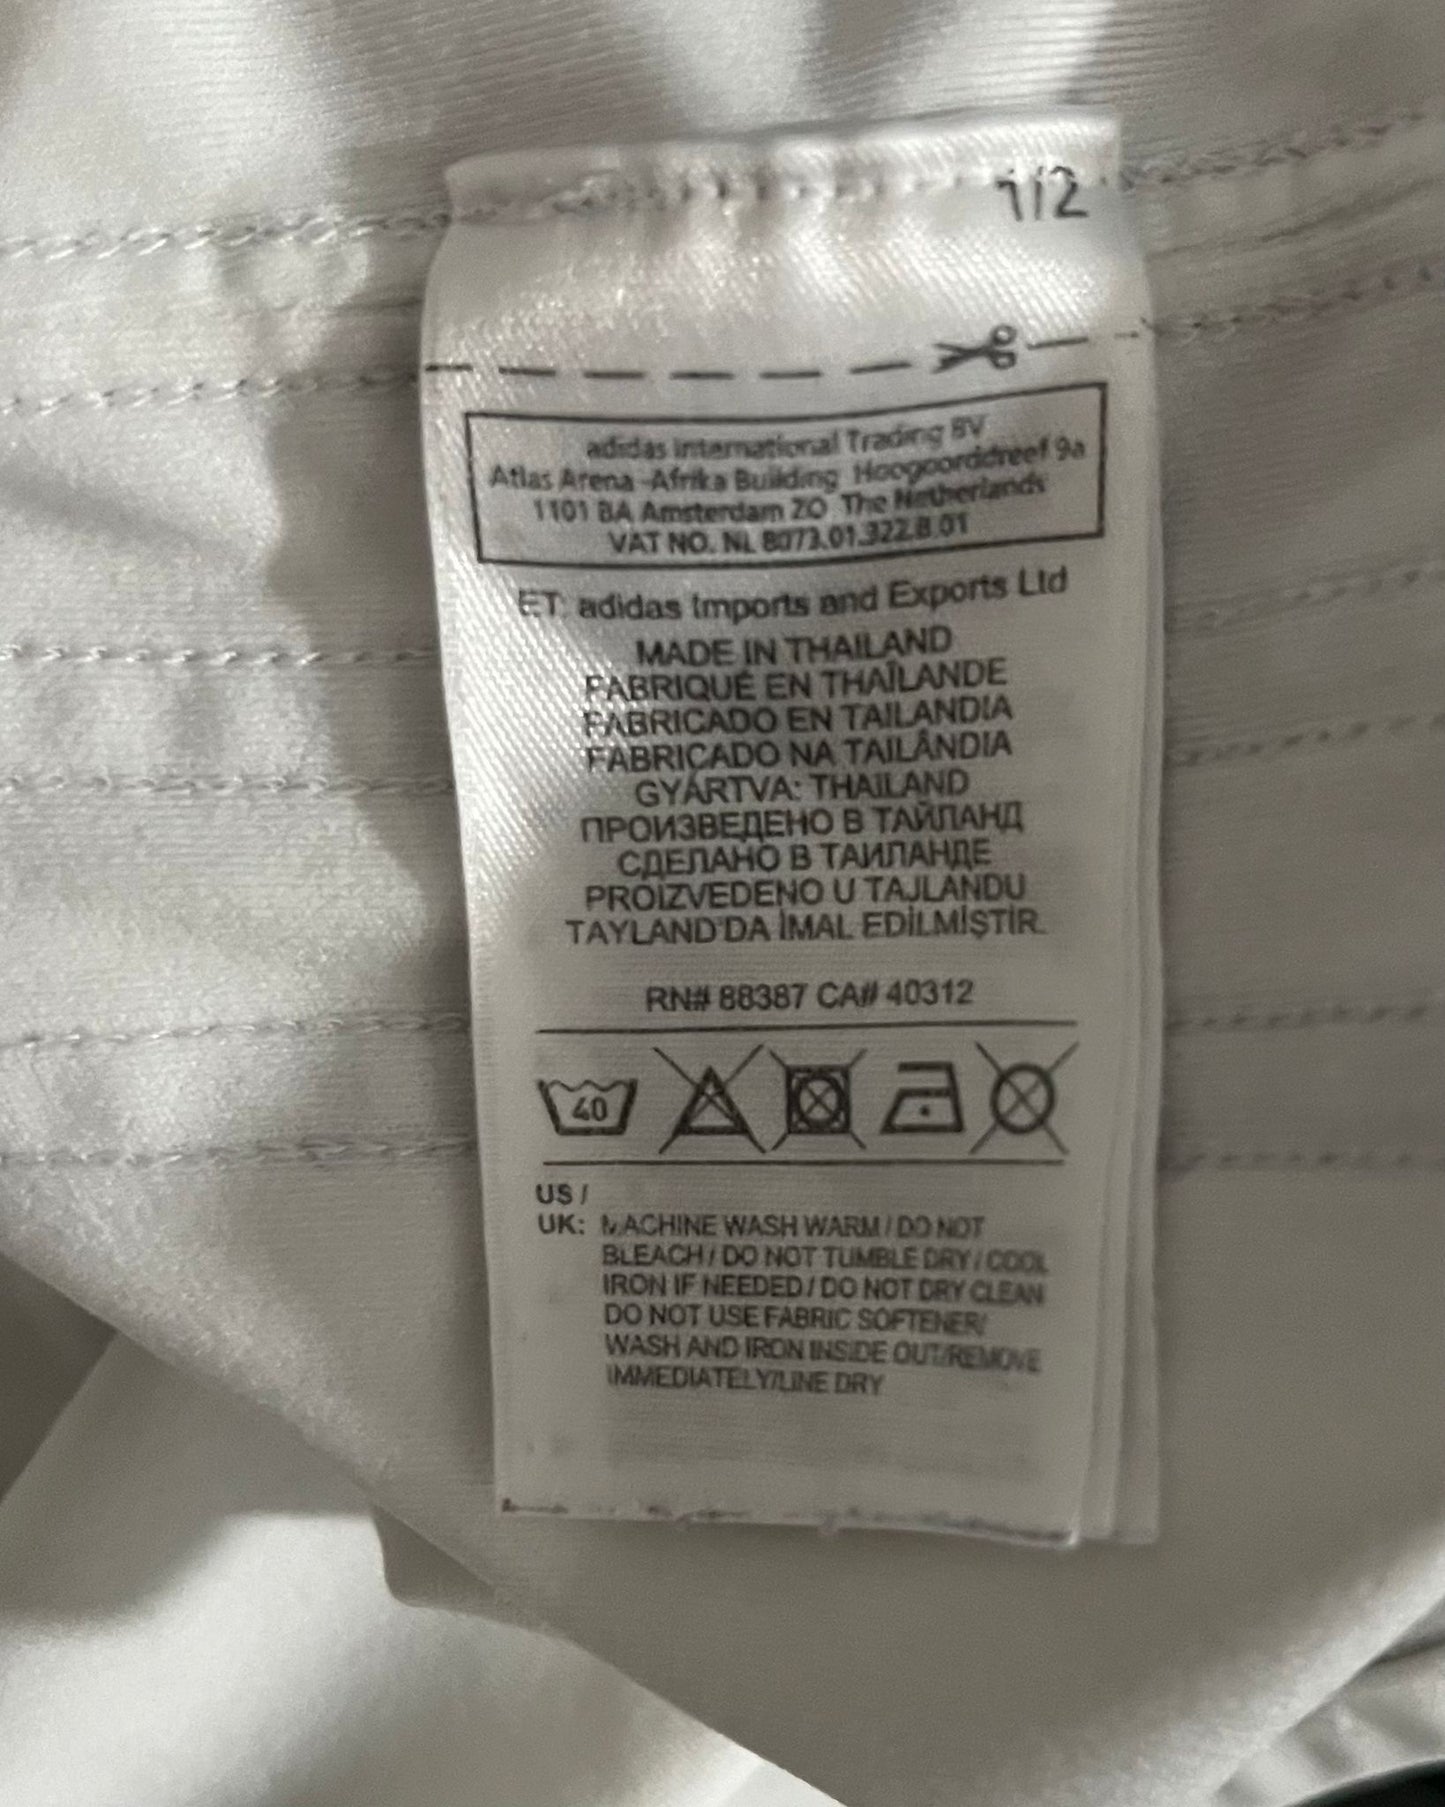 1/2
adidas International Trading BV
Atlas Arena -Afrika Building Hoogoorddreef 9a
1101 BA Amsterdam ZO The Netherlands
VAT NO. NL 8073.01.322.B.01
ET: adidas Imports and Exports Ltd
MADE IN THAILAND
FABRIQUÉ EN THAÏLANDE
FABRICADO EN TAILANDIA
FABRICADO NA TAILÂNDIA
GYÁRTVA: THAILAND
ПРОИЗВЕДЕНО В ТАЙЛАНД
СДЕЛАНО В ТАИЛАНДЕ
PROIZVEDENO U TAJLANDU
TAYLAND'DA İMAL EDİLMİŞTİR.
RN# 88387 CA# 40312
40
US /
UK: MACHINE WASH WARM / DO NOT
BLEACH / DO NOT TUMBLE DRY / COOL
IRON IF NEEDED / DO NOT DRY CLEAN
DO NOT USE FABRIC SOFTENER/
WASH AND IRON INSIDE OUT/REMOVE
IMMEDIATELY/LINE DRY